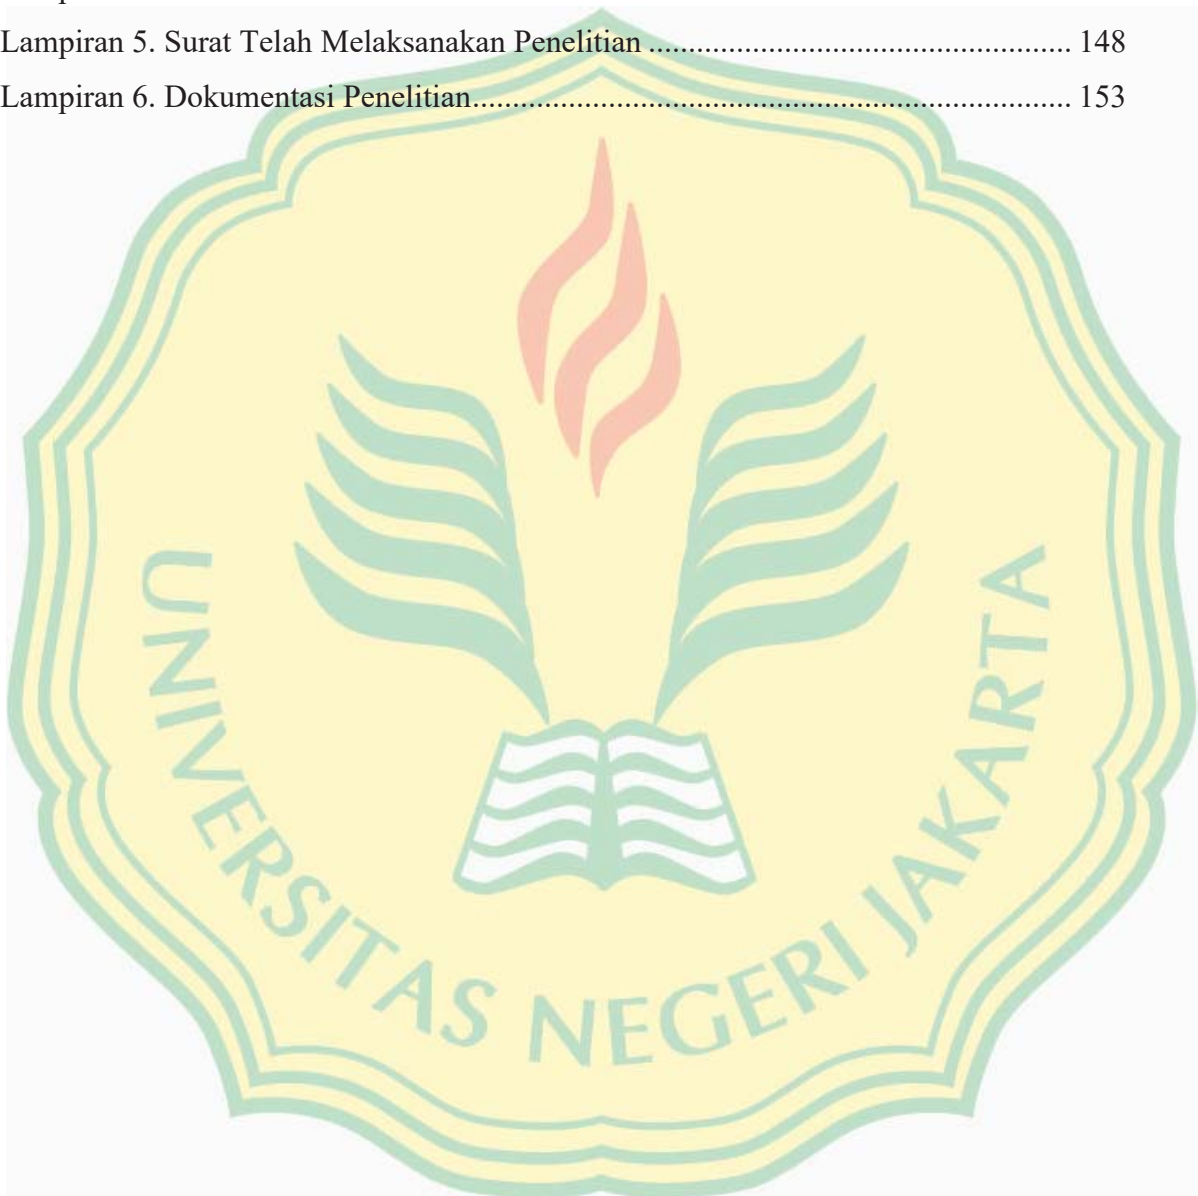 Lampiran 5. Surat Telah Melaksanakan Penelitian ................................................... 148
Lampiran 6. Dokumentasi Penelitian......................................................................... 153
UNIVERSITAS NEGERI JAKARTA